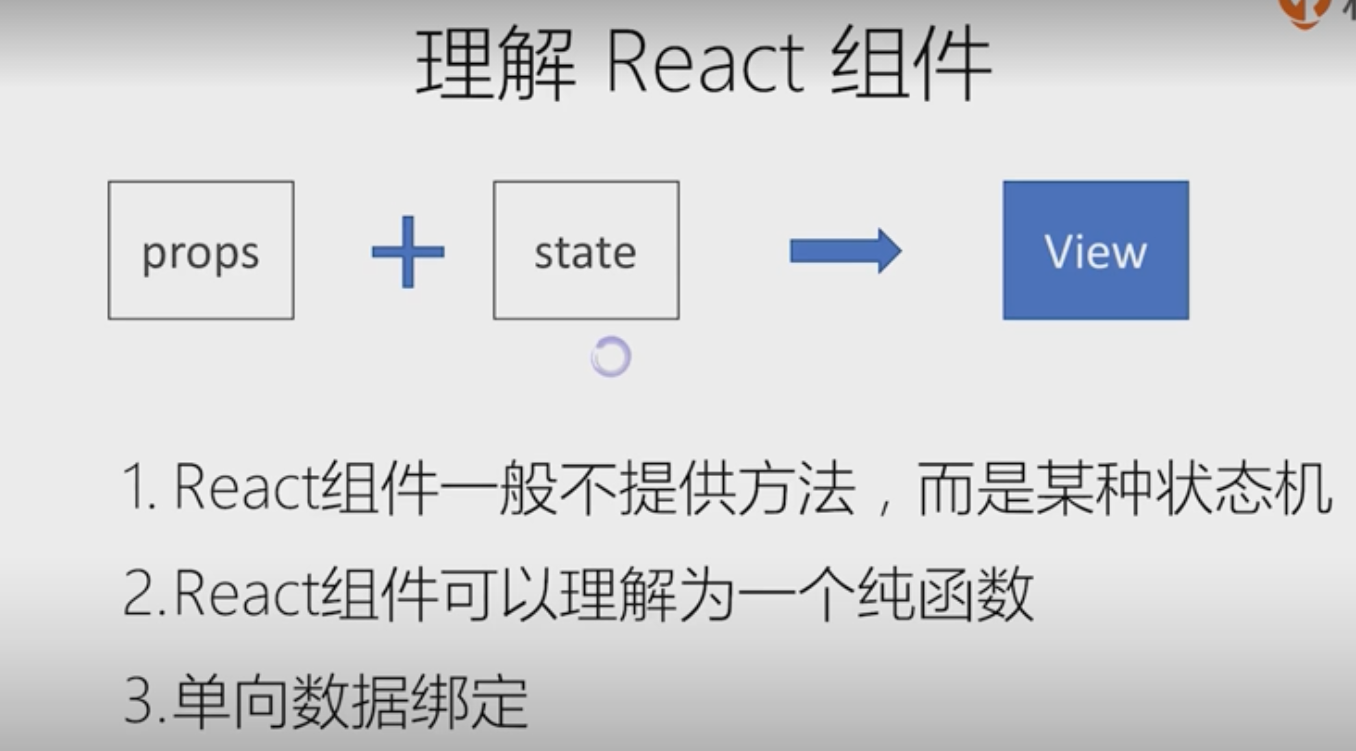 理解 React 组件
props
state
View
1. React组件一般不提供方法，而是某种状态机
2.React组件可以理解为一个纯函数
3.单向数据绑定